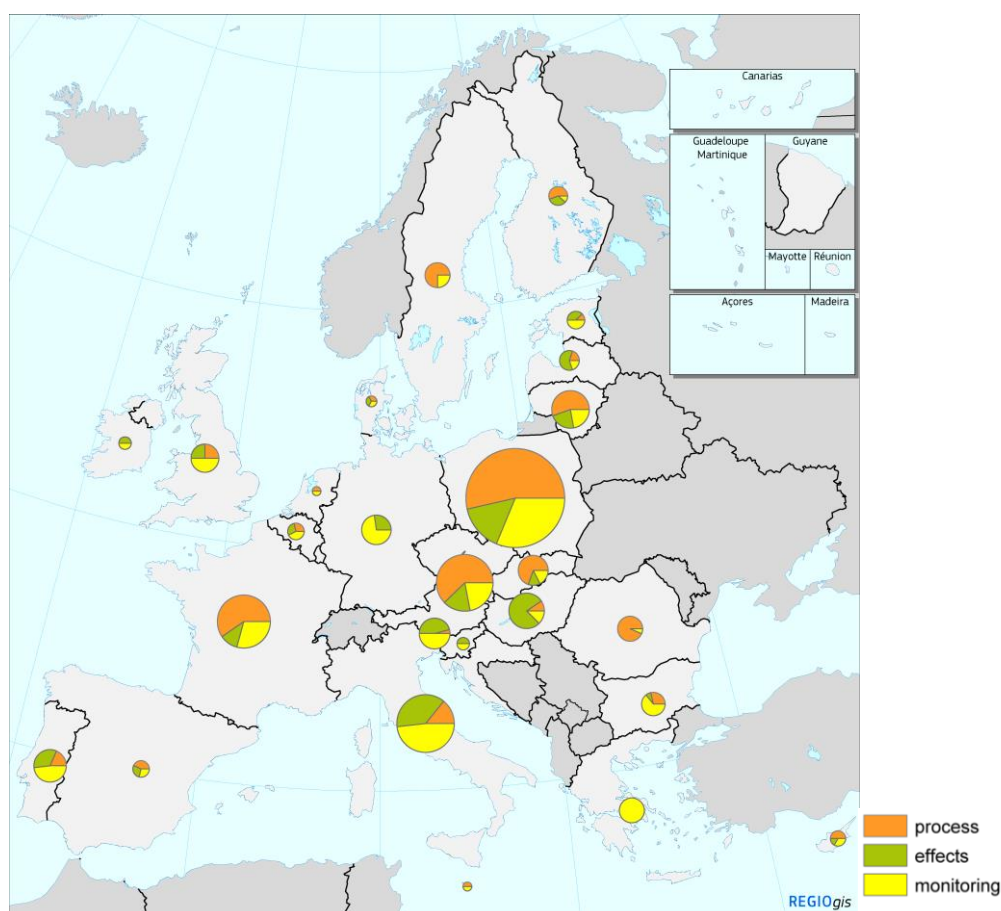 Canarias
Guadeloupe
Martinique
Guyane
Mayotte
Réunion
Açores
Madeira
process
effects
monitoring
REGIOgis